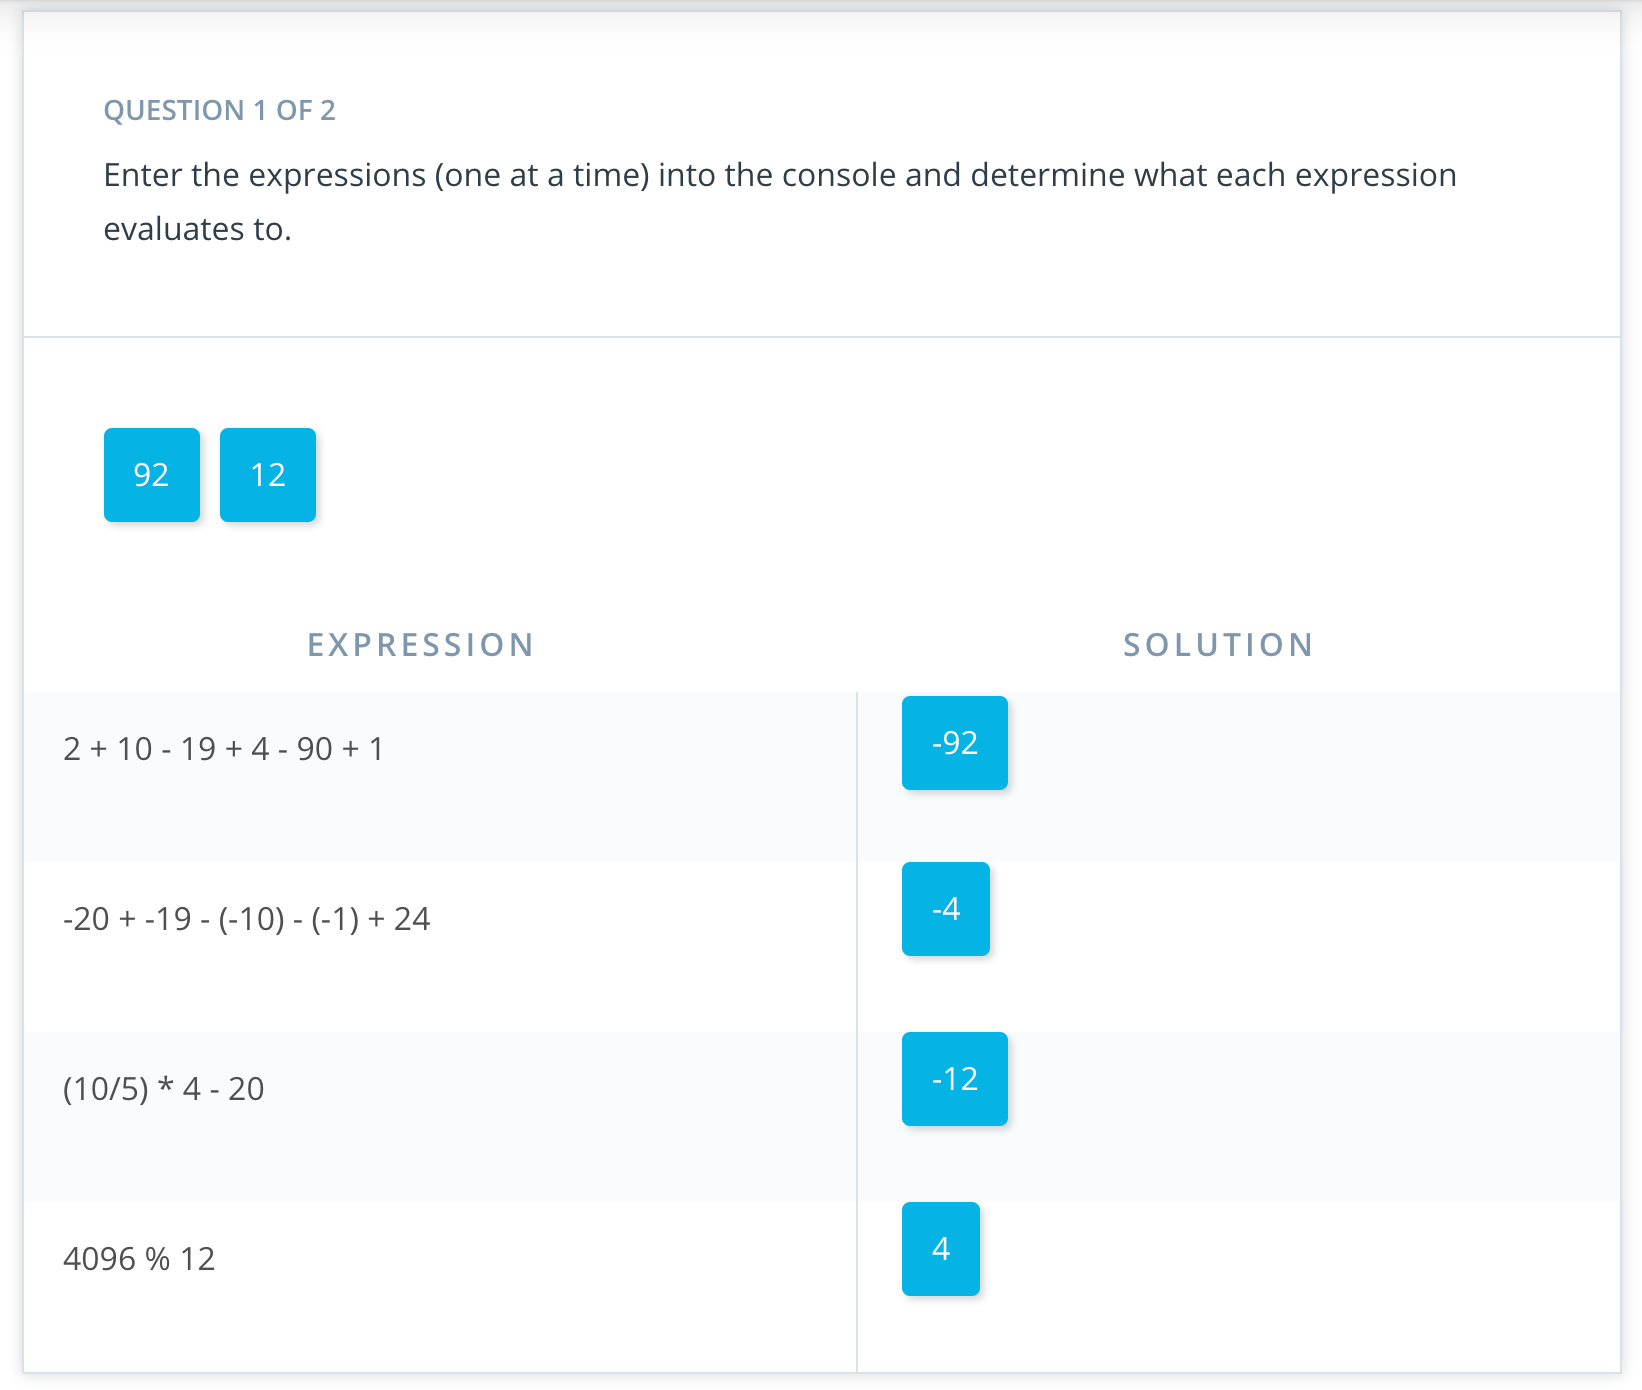 QUESTION 1 OF 2
Enter the expressions (one at a time) into the console and determine what each expression
evaluates to.
92 12
EXPRESSION SOLUTION
2 + 10 - 19 + 4 - 90 + 1 -92
-20 + -19 - (-10) - (-1) + 24 -4
(10/5) * 4 - 20 -12
4096 % 12 4